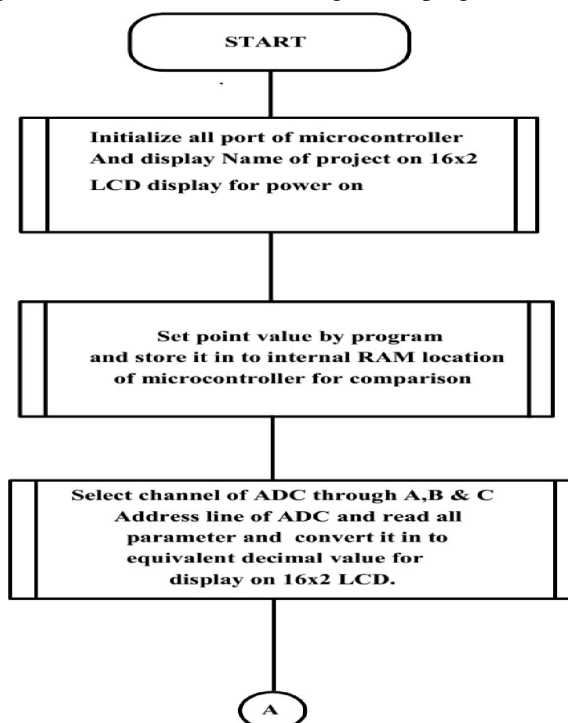 START
Initialize all port of microcontroller
And display Name of project on 16x2
LCD display for power on
Set point value by program
and store it in to internal RAM location
of microcontroller for comparison
Select channel of ADC through A,B & C
Address line of ADC and read all
parameter and convert it in to
equivalent decimal value for
display on 16x2 LCD.
A